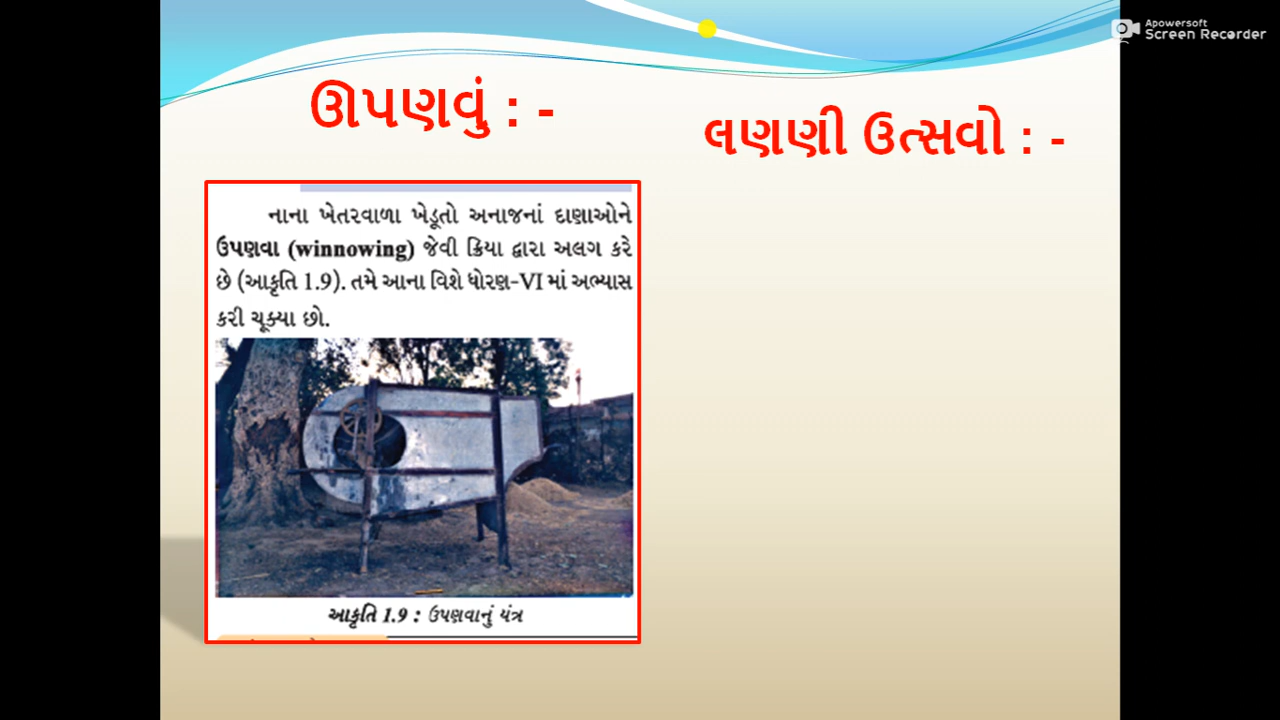 Apowersoft
Screen Recorder
ઊપણવું : -
લણણી ઉત્સવો : -
નાના ખેતરવાળા ખેડૂતો અનાજનાં દાણાઓને
ઉપણવા (winnowing) જેવી ક્રિયા દ્વારા અલગ કરે
છે (આકૃતિ 1.9). તમે આના વિશે ધોરણ-VI માં અભ્યાસ
કરી ચૂક્યા છો.
આકૃતિ 1.9 : ઉપણવાનું યંત્ર